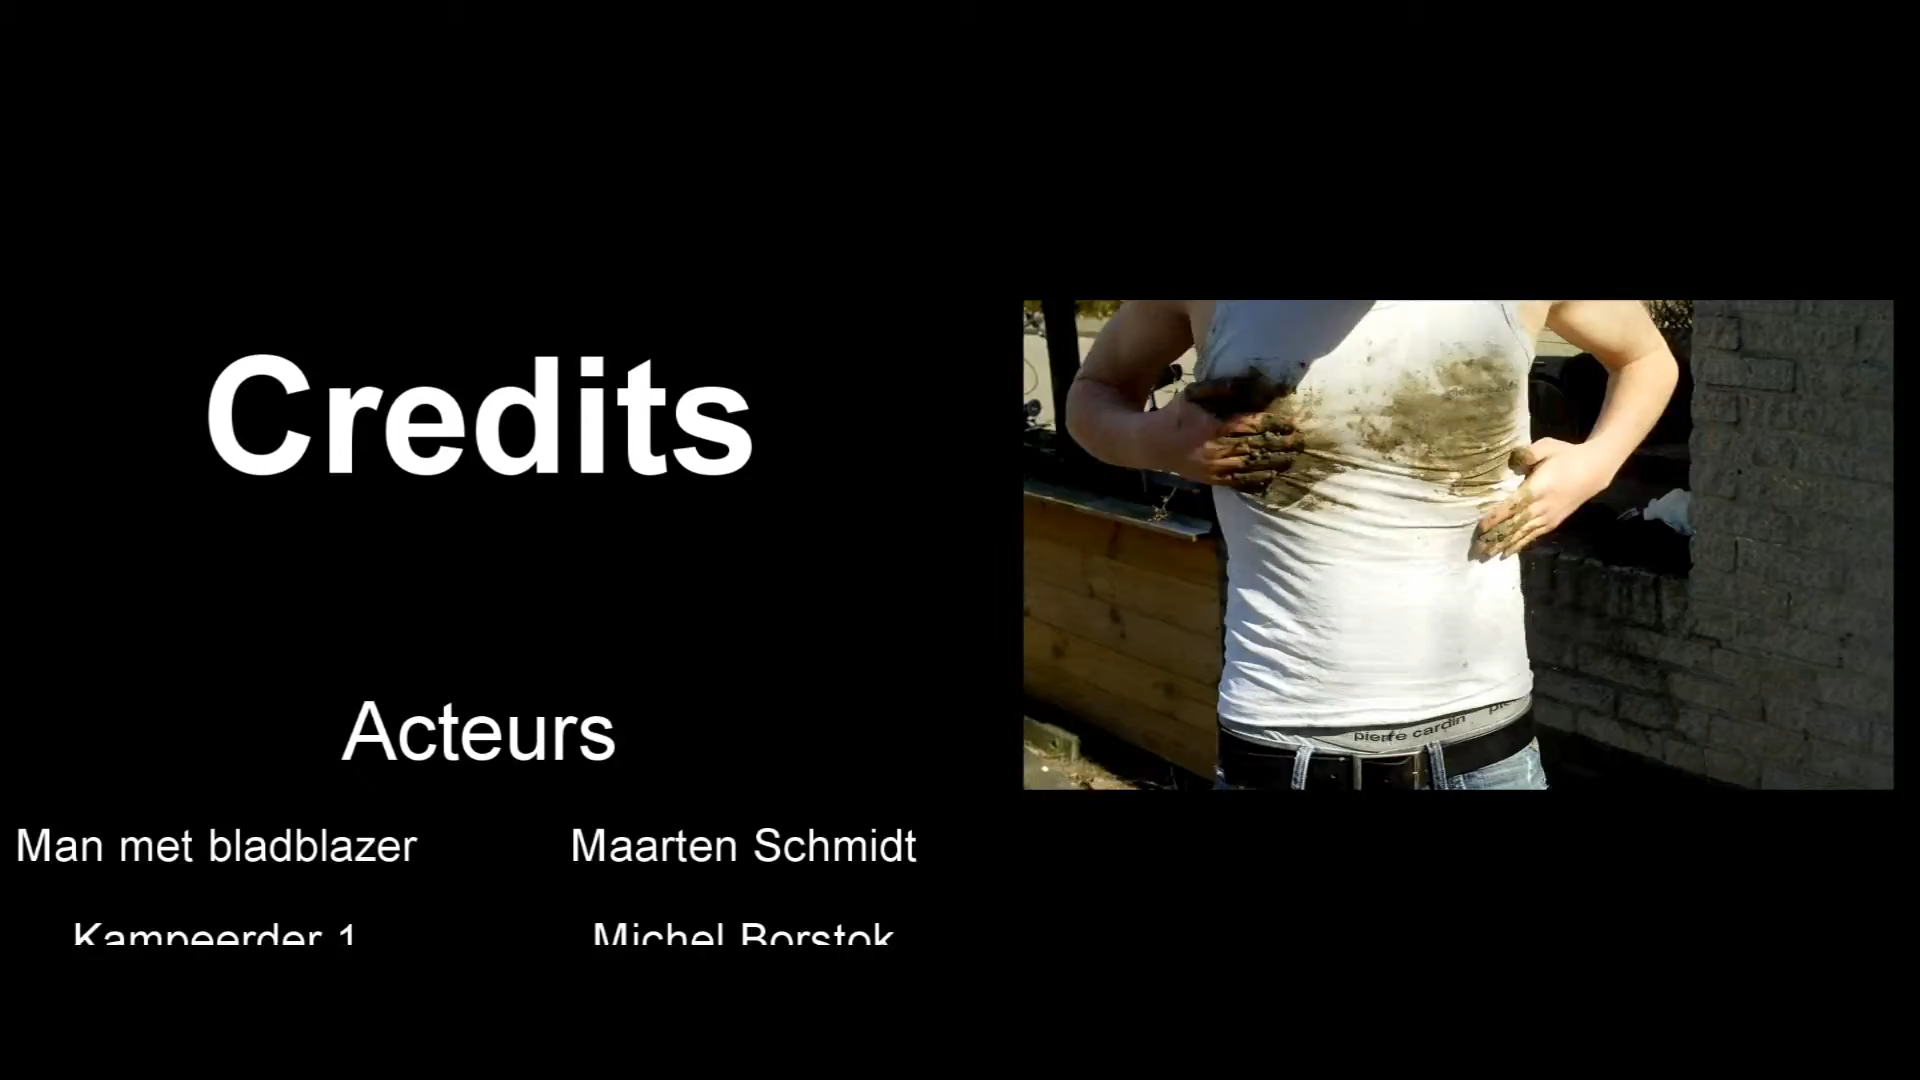 Credits
Acteurs
Man met bladblazer Maarten Schmidt
Kampeerder 1 Michel Borstok
pierre cardin